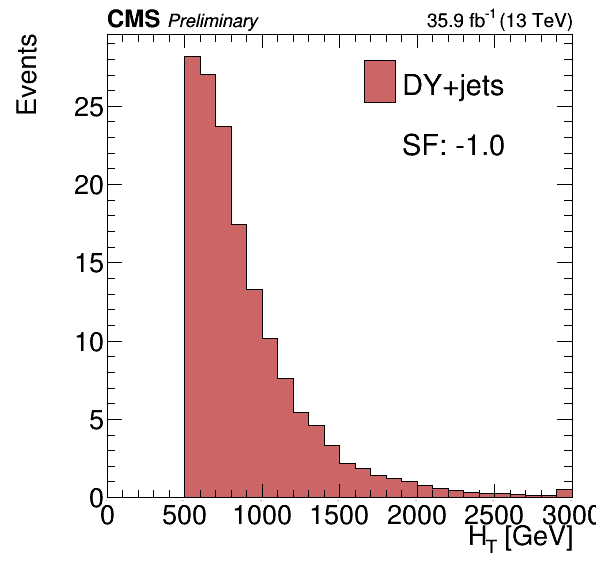 CMS Preliminary 35.9 fb⁻¹ (13 TeV)
Events
DY+jets
SF: -1.0
25
20
15
10
5
0
0 500 1000 1500 2000 2500 3000
H_T [GeV]